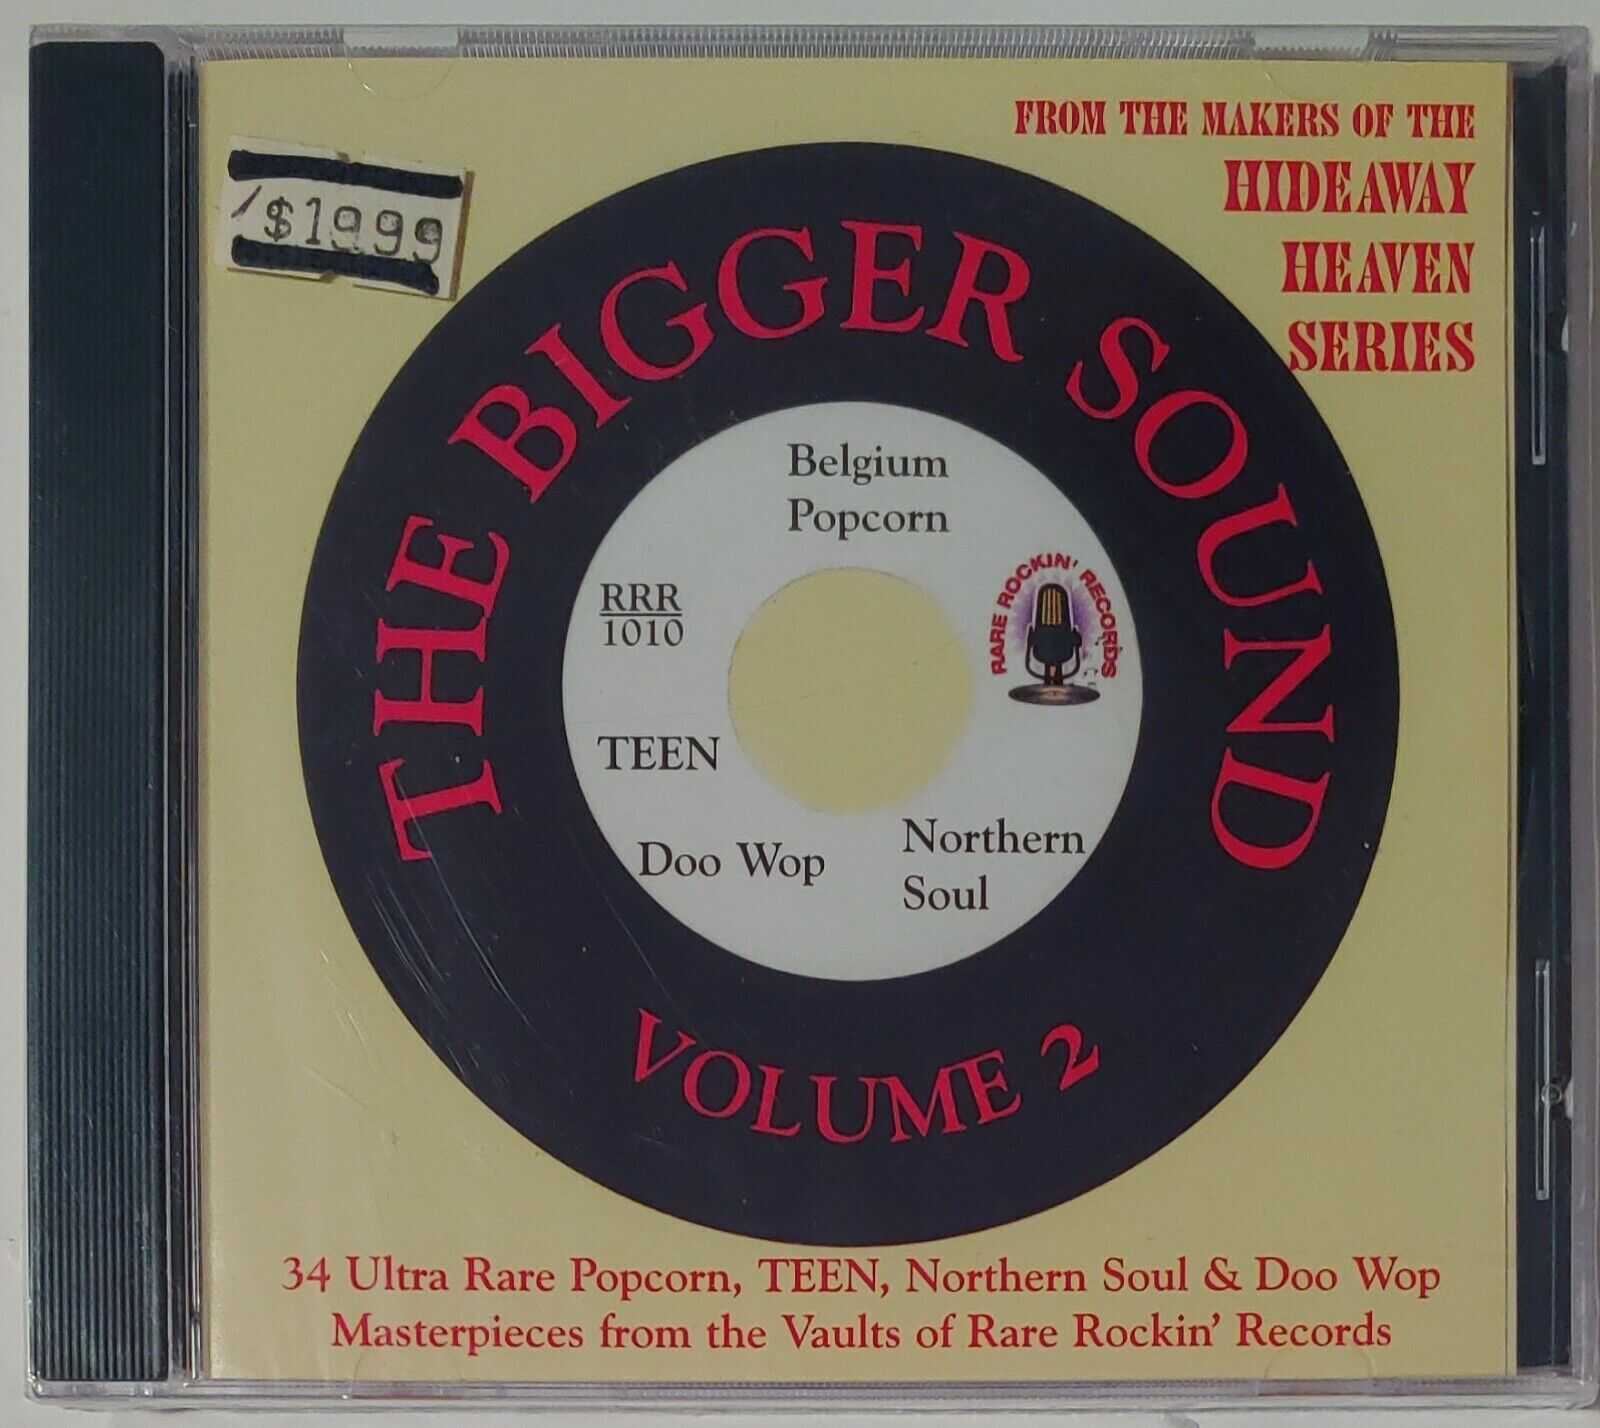 FROM THE MAKERS OF THE
HIDEAWAY
HEAVEN
SERIES
$1999
THE BIGGER SOUND
Belgium
Popcorn
RRR
1010
RARE ROCKIN' RECORDS
TEEN
Doo Wop
Northern
Soul
VOLUME 2
34 Ultra Rare Popcorn, TEEN, Northern Soul & Doo Wop
Masterpieces from the Vaults of Rare Rockin' Records